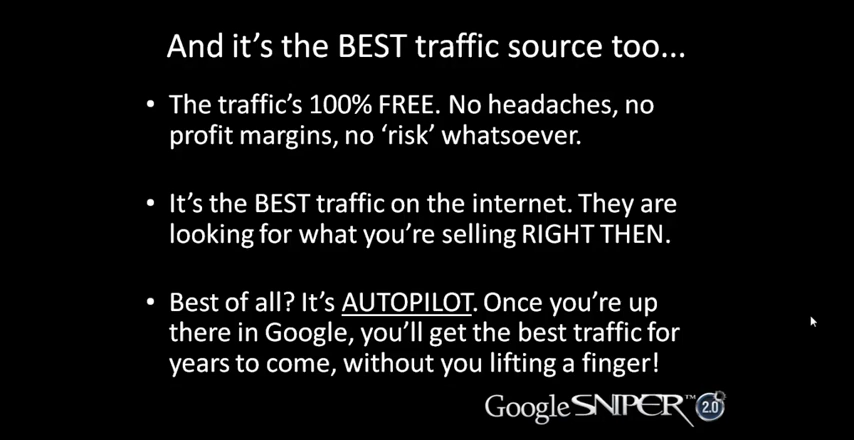 And it's the BEST traffic source too...
• The traffic's 100% FREE. No headaches, no
profit margins, no ‘risk’ whatsoever.
• It's the BEST traffic on the internet. They are
looking for what you're selling RIGHT THEN.
• Best of all? It's AUTOPILOT. Once you're up
there in Google, you'll get the best traffic for
years to come, without you lifting a finger!
Google SNIPER™ 2.0